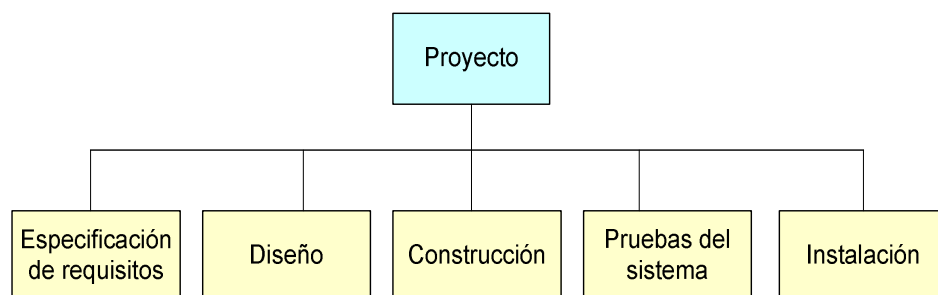 Proyecto
Especificación
de requisitos
Diseño
Construcción
Pruebas del
sistema
Instalación